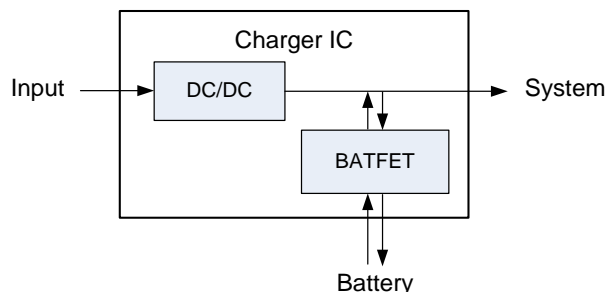 Charger IC
Input
DC/DC
System
BATFET
Battery